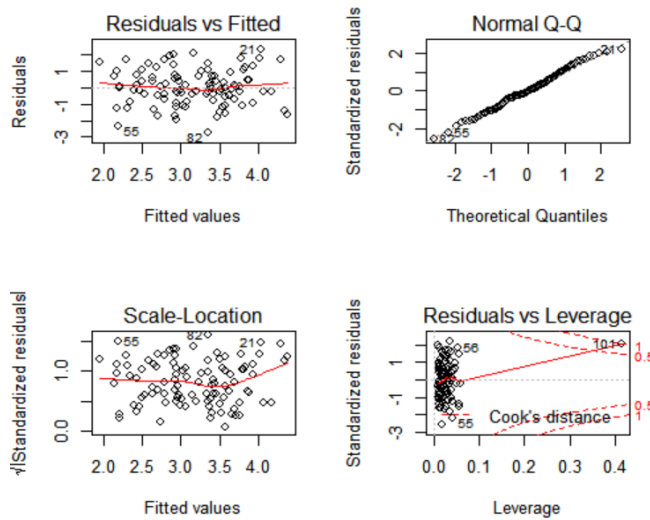 Residuals vs Fitted
Residuals
1
-1
-3
21
55
82
2.0 2.5 3.0 3.5 4.0
Fitted values
Normal Q-Q
Standardized residuals
2
0
-2
21
55
82
-2 -1 0 1 2
Theoretical Quantiles
Scale-Location
√|Standardized residuals|
1.0
0.0
55
82
21
2.0 2.5 3.0 3.5 4.0
Fitted values
Residuals vs Leverage
Standardized residuals
2
1
-1
-3
56
101
55
1
0.5
0.5
1
Cook's distance
0.0 0.1 0.2 0.3 0.4
Leverage